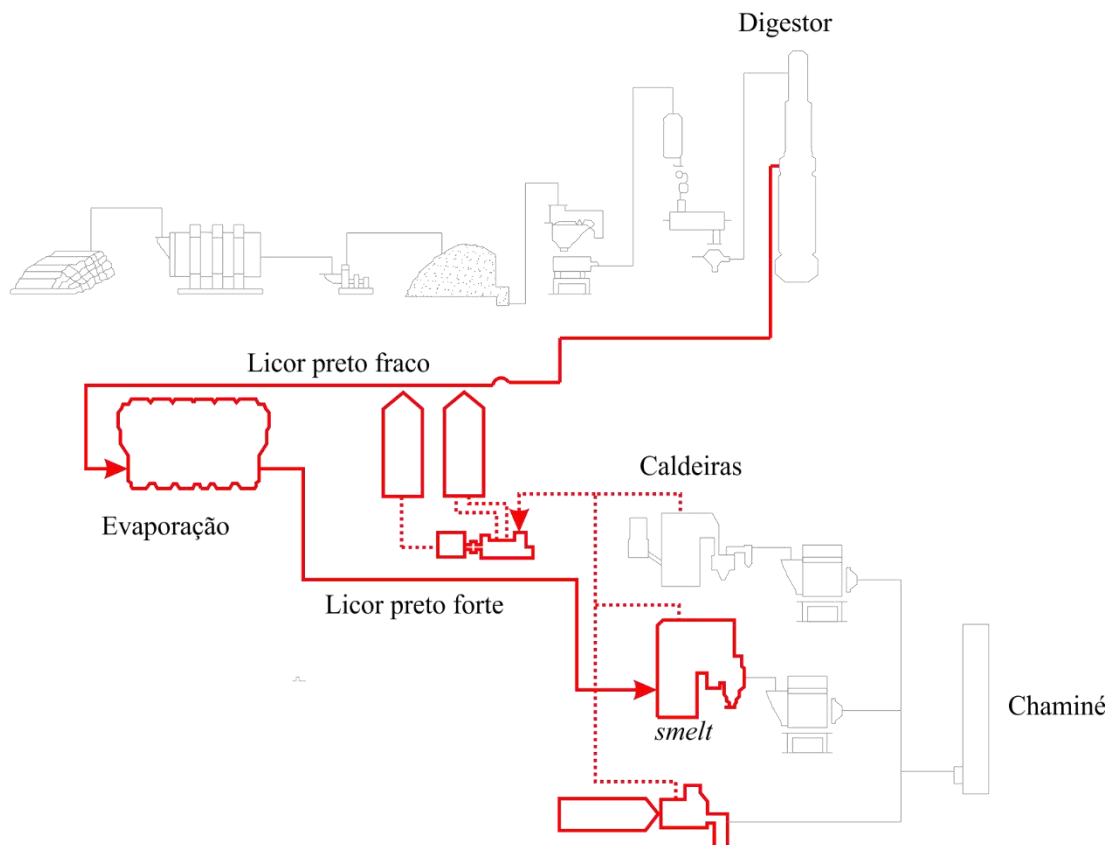 Digestor
Licor preto fraco
Caldeiras
Evaporação
Licor preto forte
Chaminé
smelt